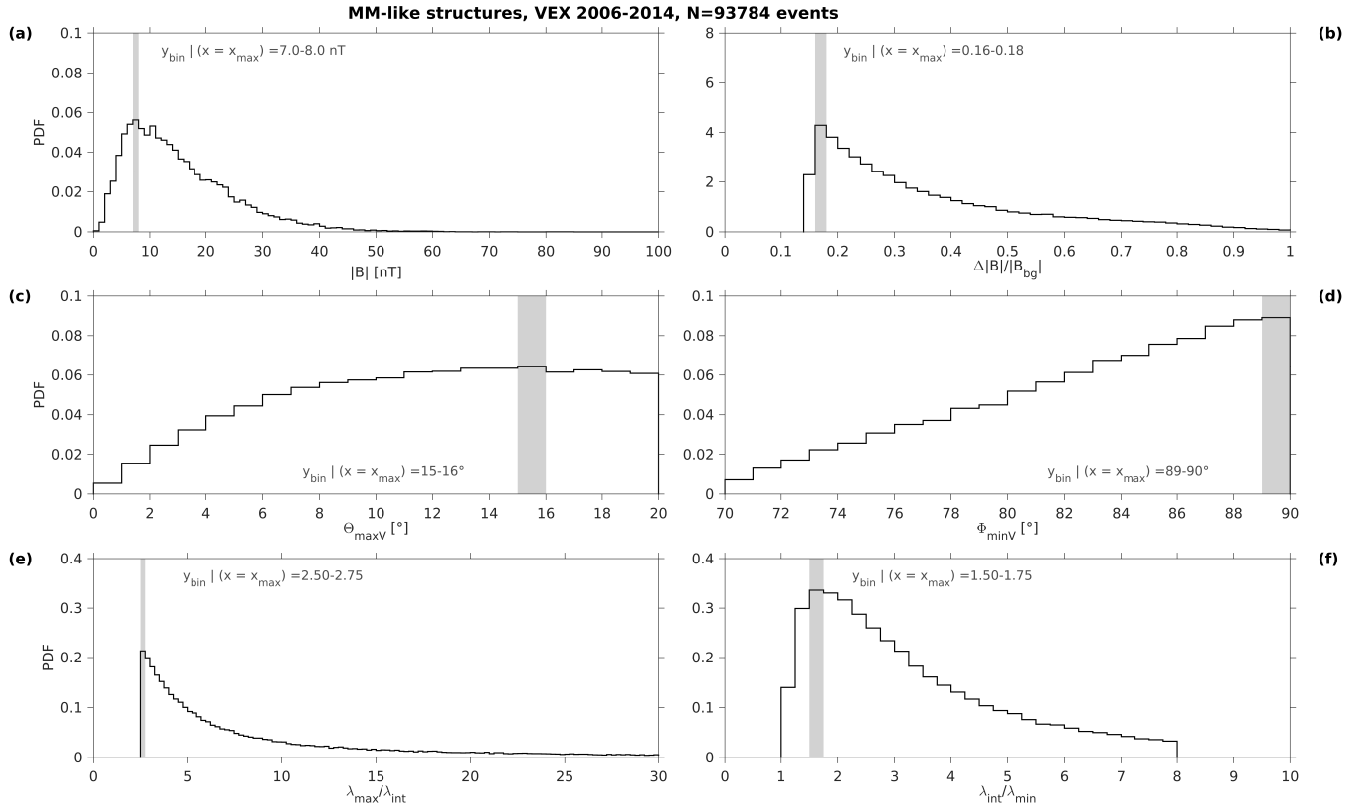 MM-like structures, VEX 2006-2014, N=93784 events
(a)
0.1
0.08
0.06
0.04
0.02
0
PDF
y_bin | (x = x_max) =7.0-8.0 nT
0 10 20 30 40 50 60 70 80 90 100
|B| [nT]
(b)
8
6
4
2
0
y_bin | (x = x_max) =0.16-0.18
0 0.1 0.2 0.3 0.4 0.5 0.6 0.7 0.8 0.9 1
Δ|B|/|B_bg|
(c)
0.1
0.08
0.06
0.04
0.02
0
PDF
y_bin | (x = x_max) =15-16°
0 2 4 6 8 10 12 14 16 18 20
Θ_maxV [°]
(d)
0.1
0.08
0.06
0.04
0.02
0
y_bin | (x = x_max) =89-90°
70 72 74 76 78 80 82 84 86 88 90
Φ_minV [°]
(e)
0.4
0.3
0.2
0.1
0
PDF
y_bin | (x = x_max) =2.50-2.75
0 5 10 15 20 25 30
λ_max/λ_int
(f)
0.4
0.3
0.2
0.1
0
y_bin | (x = x_max) =1.50-1.75
0 1 2 3 4 5 6 7 8 9 10
λ_int/λ_min